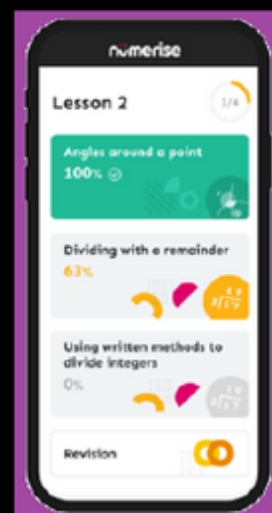 numerise
Lesson 2
1/4
Angles around a point
100%
Dividing with a remainder
63%
Using written methods to
divide integers
0%
Revision